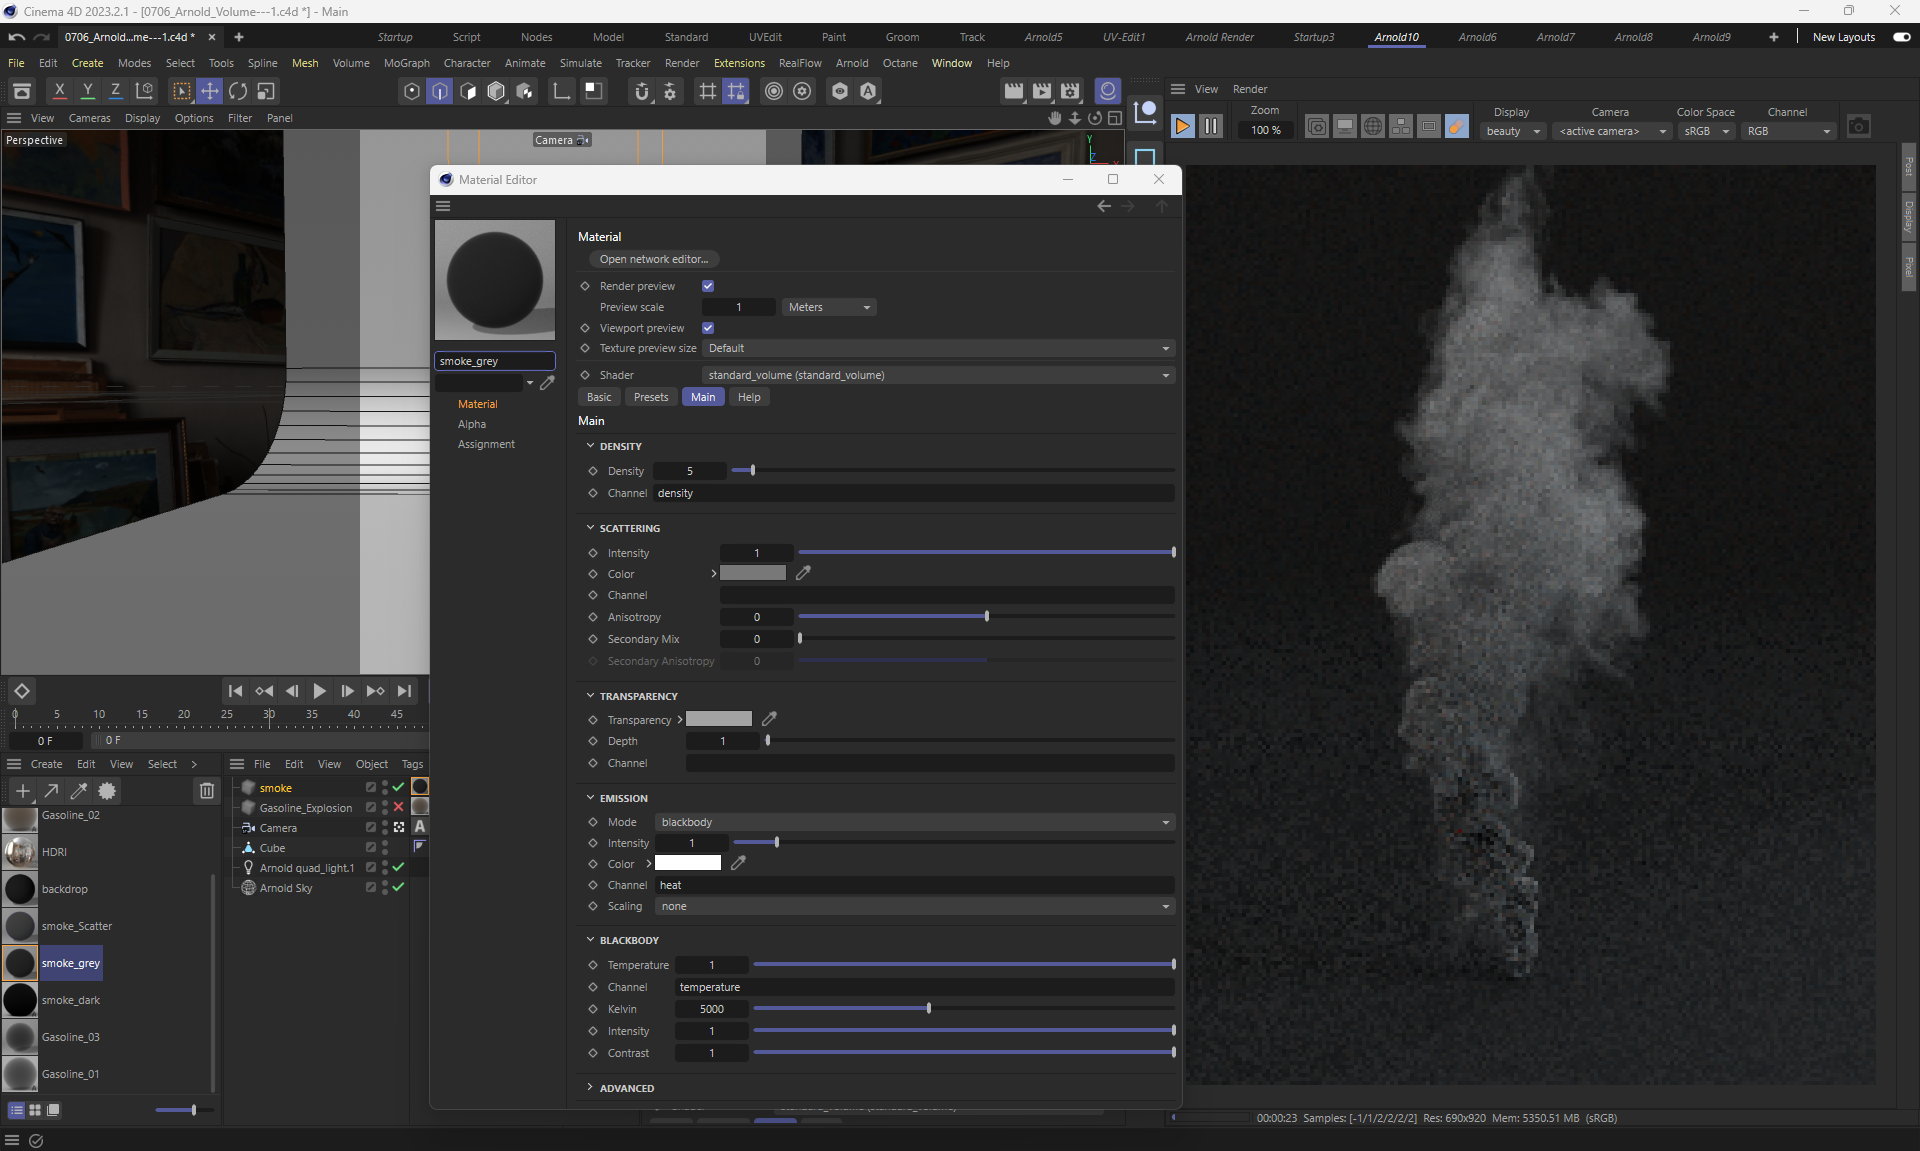 Cinema 4D 2023.2.1 - [0706_Arnold_Volume---1.c4d *] - Main
0706_Arnold...me---1.c4d *
Startup Script Nodes Model Standard UVEdit Paint Groom Track Arnold5 UV-Edit1 Arnold Render Startup3 Arnold10 Arnold6 Arnold7 Arnold8 Arnold9 New Layouts
File Edit Create Modes Select Tools Spline Mesh Volume MoGraph Character Animate Simulate Tracker Render Extensions RealFlow Arnold Octane Window Help
X Y Z
View Cameras Display Options Filter Panel
Perspective
Camera
Y
Z
View Render
Zoom Display Camera Color Space Channel
100 % beauty <active camera> sRGB RGB
Post
Display
Pixel
Material Editor
Material
Open network editor...
Render preview
Preview scale 1 Meters
Viewport preview
Texture preview size Default
smoke_grey
Shader standard_volume (standard_volume)
Basic Presets Main Help
Material
Alpha
Assignment
Main
DENSITY
Density 5
Channel density
SCATTERING
Intensity 1
Color
Channel
Anisotropy 0
Secondary Mix 0
Secondary Anisotropy 0
TRANSPARENCY
Transparency
Depth 1
Channel
EMISSION
Mode blackbody
Intensity 1
Color
Channel heat
Scaling none
BLACKBODY
Temperature 1
Channel temperature
Kelvin 5000
Intensity 1
Contrast 1
ADVANCED
0 5 10 15 20 25 30 35 40 45
0 F 0 F
Create Edit View Select
Gasoline_02
HDRI
backdrop
smoke_Scatter
smoke_grey
smoke_dark
Gasoline_03
Gasoline_01
File Edit View Object Tags
smoke
Gasoline_Explosion
Camera
Cube
Arnold quad_light.1
Arnold Sky
00:00:23 Samples: [-1/1/2/2/2/2] Res: 690x920 Mem: 5350.51 MB (sRGB)